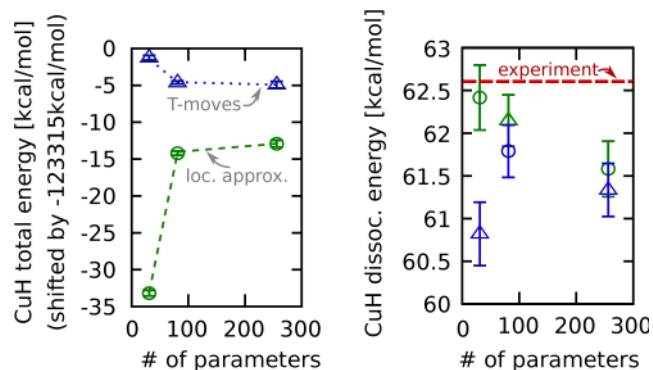 CuH total energy [kcal/mol]
(shifted by -123315kcal/mol)
0
-5
-10
-15
-20
-25
-30
-35
T-moves
loc. approx.
0 100 200 300
# of parameters
CuH dissoc. energy [kcal/mol]
63
62.5
62
61.5
61
60.5
60
experiment
0 100 200 300
# of parameters